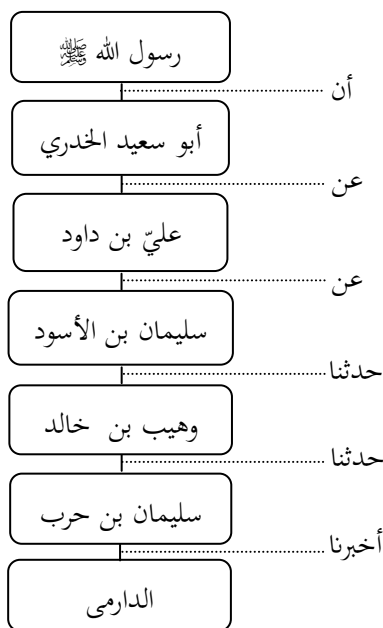 رسول الله ﷺ
أن
أبو سعيد الخدري
عن
عليّ بن داود
عن
سليمان بن الأسود
حدثنا
وهيب بن خالد
حدثنا
سليمان بن حرب
أخبرنا
الدارمى